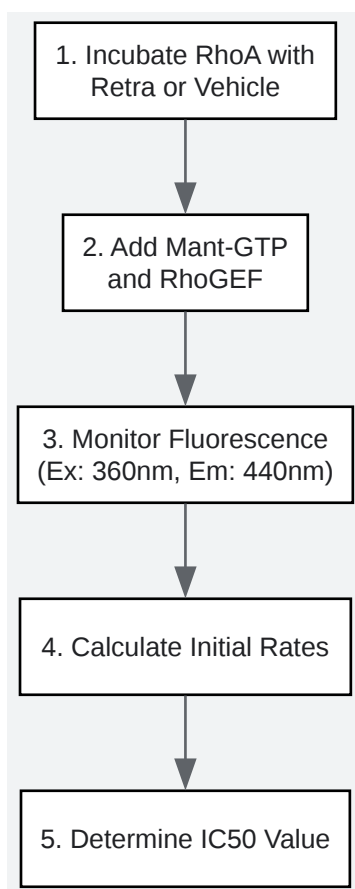 1. Incubate RhoA with
Retra or Vehicle
2. Add Mant-GTP
and RhoGEF
3. Monitor Fluorescence
(Ex: 360nm, Em: 440nm)
4. Calculate Initial Rates
5. Determine IC50 Value